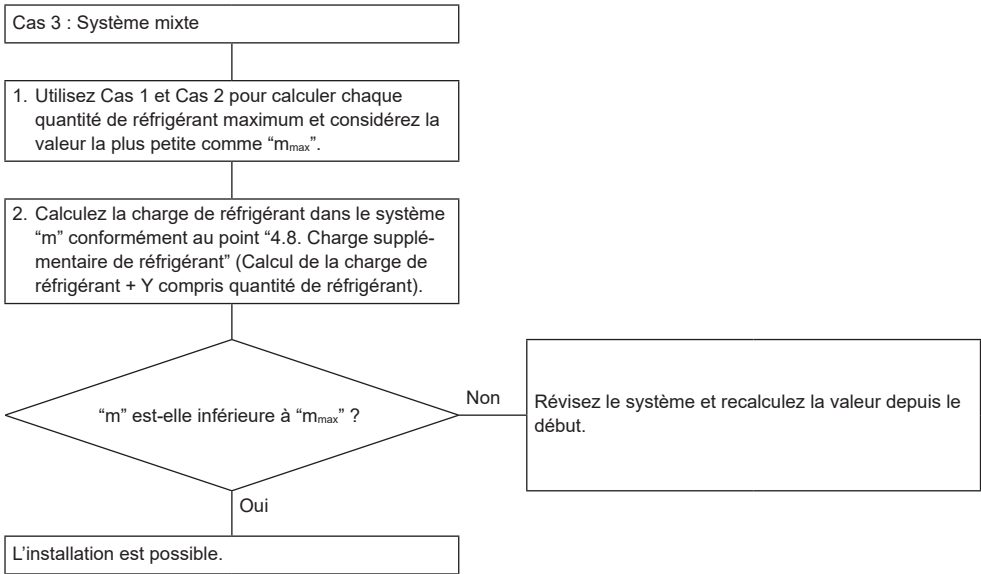 Cas 3 : Système mixte
1. Utilisez Cas 1 et Cas 2 pour calculer chaque
quantité de réfrigérant maximum et considérez la
valeur la plus petite comme “mmax”.
2. Calculez la charge de réfrigérant dans le système
“m” conformément au point “4.8. Charge supplé-
mentaire de réfrigérant” (Calcul de la charge de
réfrigérant + Y compris quantité de réfrigérant).
“m” est-elle inférieure à “mmax” ?
Non
Révisez le système et recalculez la valeur depuis le
début.
Oui
L’installation est possible.